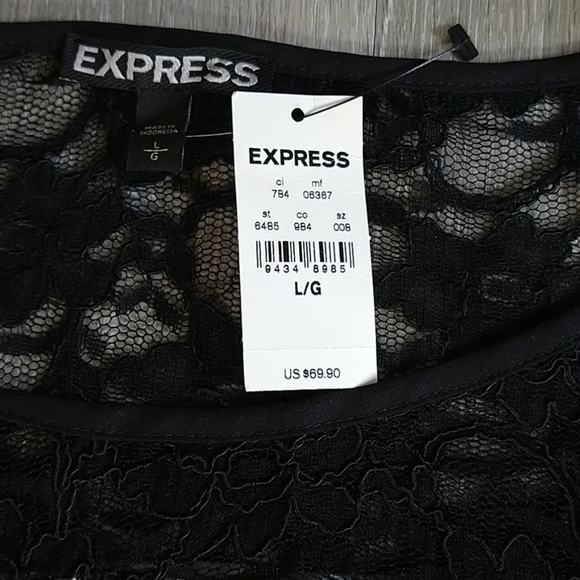 EXPRESS
MADE IN
INDONESIA
L
G
EXPRESS
cl mf
784 06367
st co sz
6485 984 008
9434 8985
L/G
US $69.90